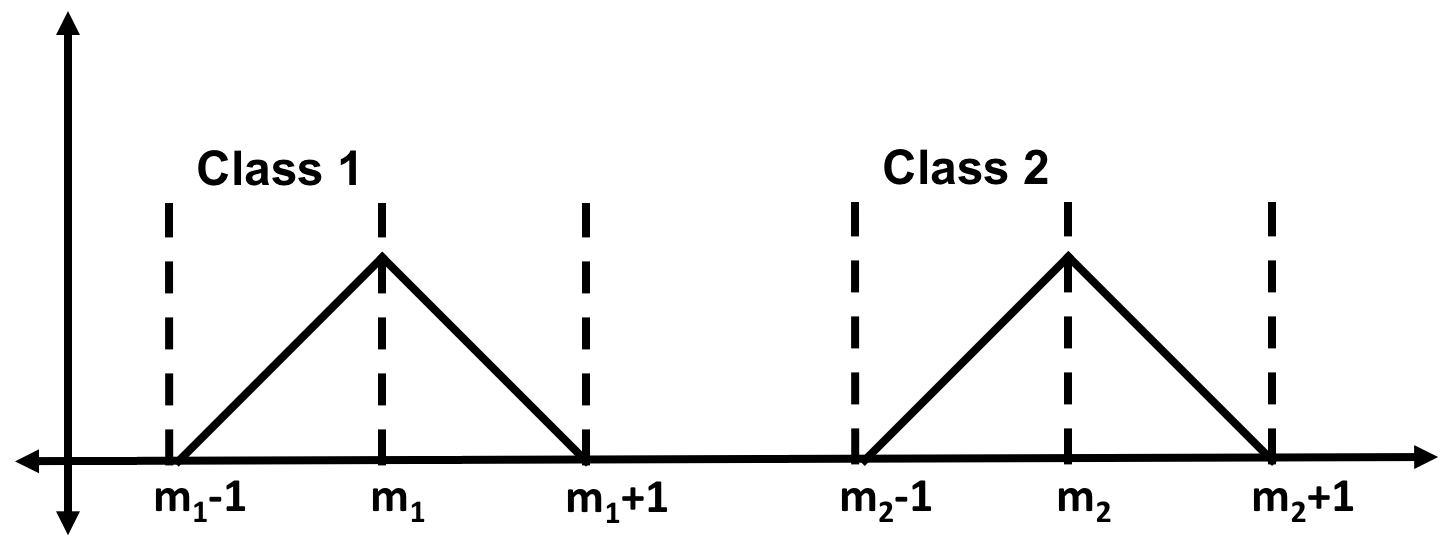 Class 1 Class 2
m₁-1 m₁ m₁+1 m₂-1 m₂ m₂+1